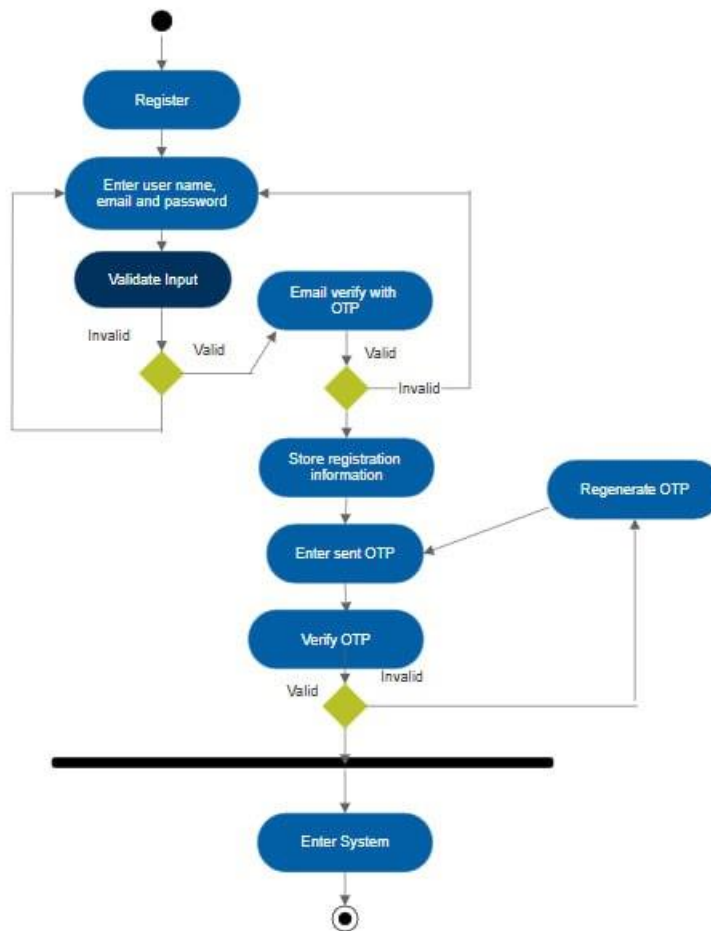 Register
Enter user name,
email and password
Validate Input
Email verify with
OTP
Invalid
Valid
Valid
Invalid
Store registration
information
Regenerate OTP
Enter sent OTP
Verify OTP
Invalid
Valid
Enter System